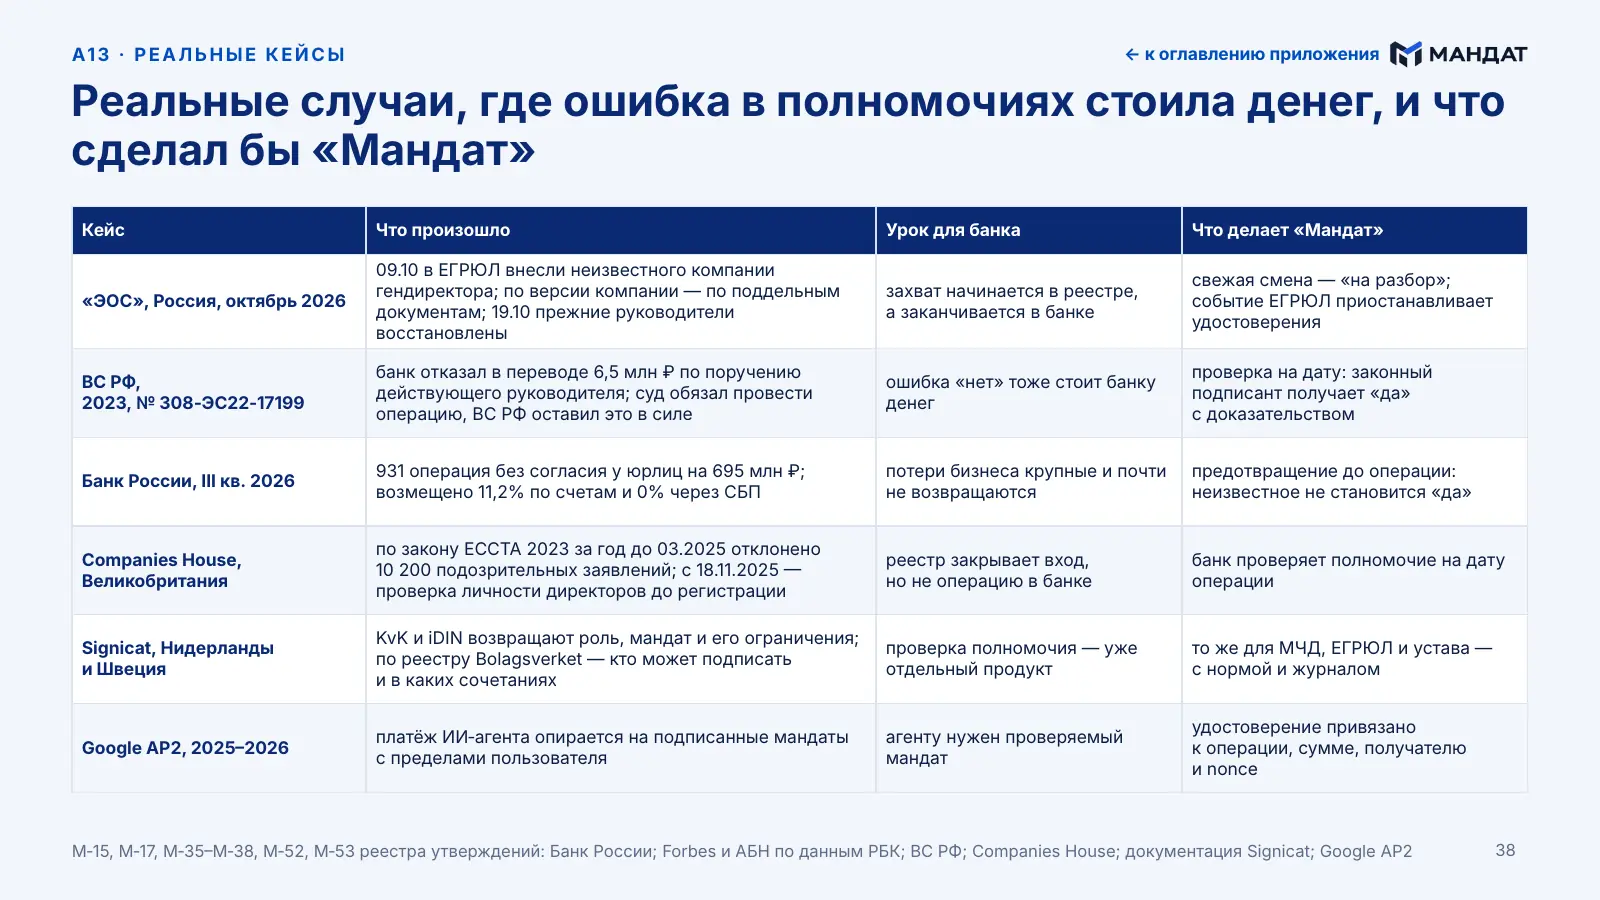 А13 · РЕАЛЬНЫЕ КЕЙСЫ
← к оглавлению приложения
МАНДАТ
Реальные случаи, где ошибка в полномочиях стоила денег, и что
сделал бы «Мандат»
Кейс
Что произошло
Урок для банка
Что делает «Мандат»
«ЭОС», Россия, октябрь 2026
09.10 в ЕГРЮЛ внесли неизвестного компании
гендиректора; по версии компании — по поддельным
документам; 19.10 прежние руководители
восстановлены
захват начинается в реестре,
а заканчивается в банке
свежая смена — «на разбор»;
событие ЕГРЮЛ приостанавливает
удостоверения
ВС РФ,
2023, № 308-ЭС22-17199
банк отказал в переводе 6,5 млн ₽ по поручению
действующего руководителя; суд обязал провести
операцию, ВС РФ оставил это в силе
ошибка «нет» тоже стоит банку
денег
проверка на дату: законный
подписант получает «да»
с доказательством
Банк России, III кв. 2026
931 операция без согласия у юрлиц на 695 млн ₽;
возмещено 11,2% по счетам и 0% через СБП
потери бизнеса крупные и почти
не возвращаются
предотвращение до операции:
неизвестное не становится «да»
Companies House,
Великобритания
по закону ECCTA 2023 за год до 03.2025 отклонено
10 200 подозрительных заявлений; с 18.11.2025 —
проверка личности директоров до регистрации
реестр закрывает вход,
но не операцию в банке
банк проверяет полномочие на дату
операции
Signicat, Нидерланды
и Швеция
KvK и iDIN возвращают роль, мандат и его ограничения;
по реестру Bolagsverket — кто может подписать
и в каких сочетаниях
проверка полномочия — уже
отдельный продукт
то же для МЧД, ЕГРЮЛ и устава —
с нормой и журналом
Google AP2, 2025–2026
платёж ИИ-агента опирается на подписанные мандаты
с пределами пользователя
агенту нужен проверяемый
мандат
удостоверение привязано
к операции, сумме, получателю
и nonce
М-15, М-17, М-35–М-38, М-52, М-53 реестра утверждений: Банк России; Forbes и АБН по данным РБК; ВС РФ; Companies House; документация Signicat; Google AP2
38